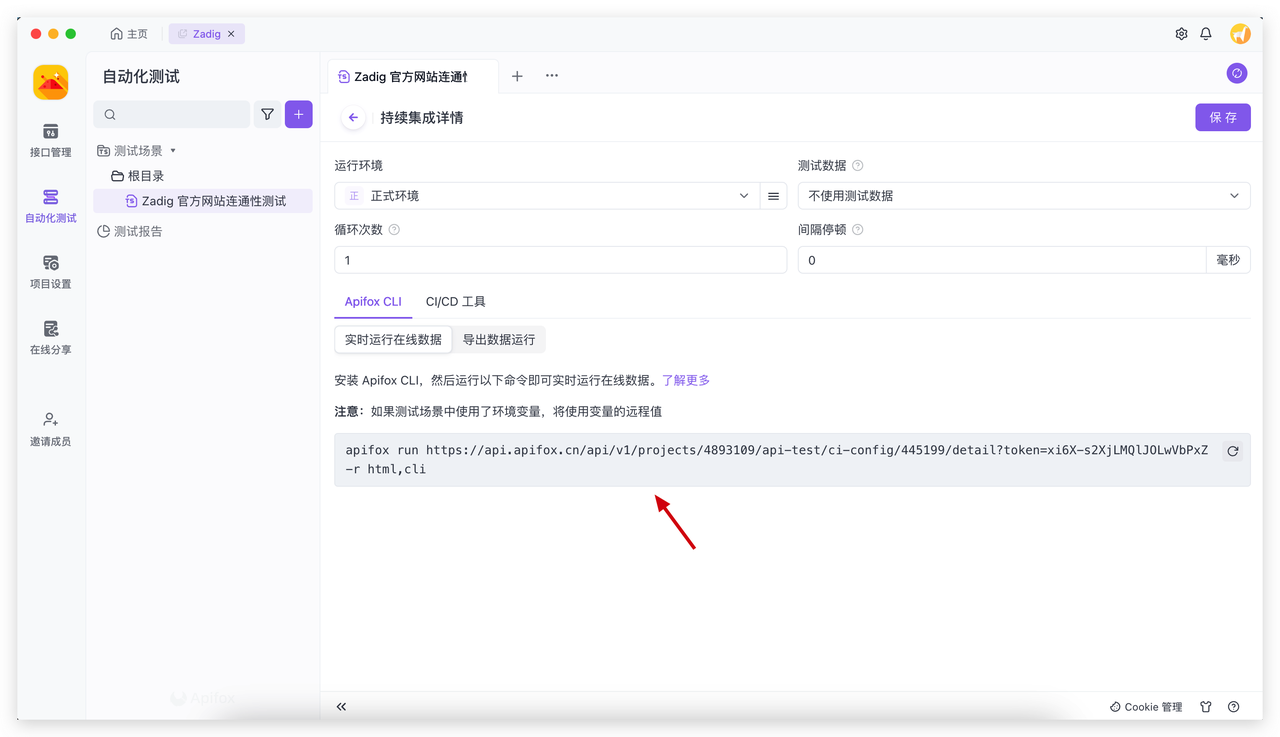 主页
Zadig
自动化测试
Zadig 官方网站连通性
持续集成详情
保 存
接口管理
自动化测试
项目设置
在线分享
邀请成员
测试场景
根目录
Zadig 官方网站连通性测试
测试报告
运行环境
测试数据
正 正式环境
不使用测试数据
循环次数
间隔停顿
1
0 毫秒
Apifox CLI
CI/CD 工具
实时运行在线数据
导出数据运行
安装 Apifox CLI，然后运行以下命令即可实时运行在线数据。了解更多
注意：如果测试场景中使用了环境变量，将使用变量的远程值
apifox run https://api.apifox.cn/api/v1/projects/4893109/api-test/ci-config/445199/detail?token=xi6X-s2XjLMQlJOLwVbPxZ
-r html,cli
Apifox
Cookie 管理